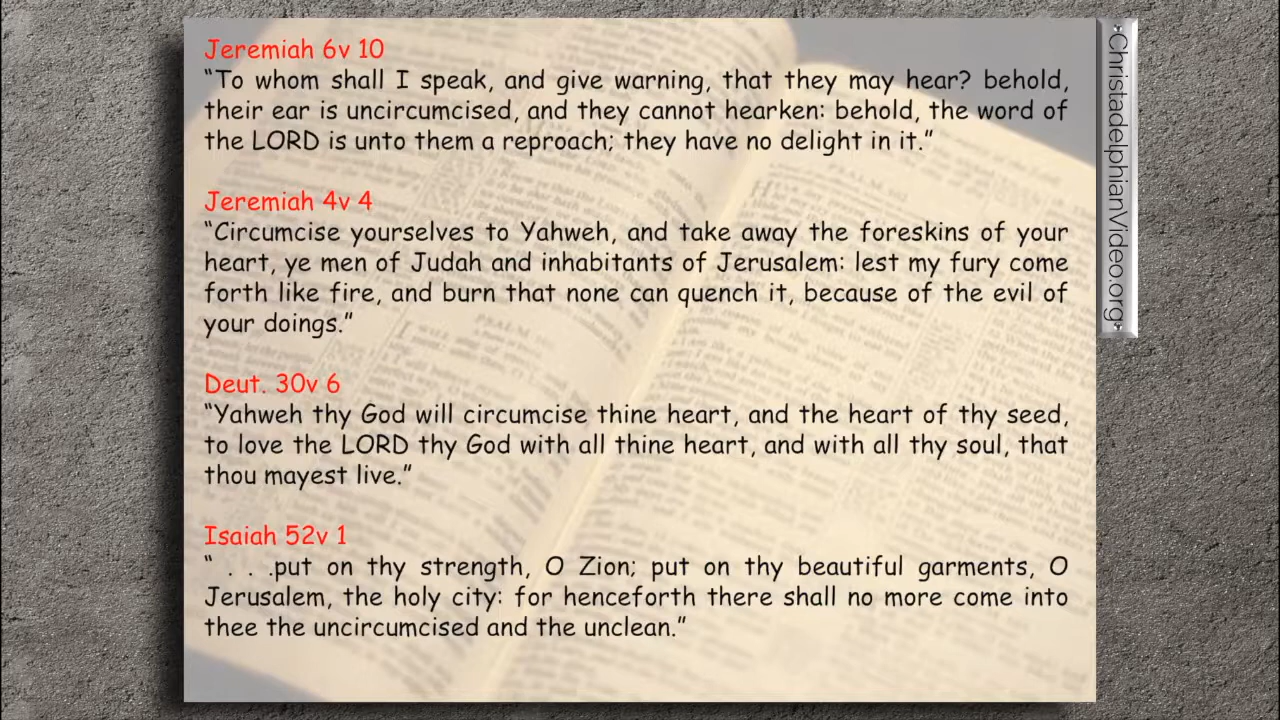 Jeremiah 6v 10
“To whom shall I speak, and give warning, that they may hear? behold,
their ear is uncircumcised, and they cannot hearken: behold, the word of
the LORD is unto them a reproach; they have no delight in it.”
Jeremiah 4v 4
“Circumcise yourselves to Yahweh, and take away the foreskins of your
heart, ye men of Judah and inhabitants of Jerusalem: lest my fury come
forth like fire, and burn that none can quench it, because of the evil of
your doings.”
Deut. 30v 6
“Yahweh thy God will circumcise thine heart, and the heart of thy seed,
to love the LORD thy God with all thine heart, and with all thy soul, that
thou mayest live.”
Isaiah 52v 1
“ . . .put on thy strength, O Zion; put on thy beautiful garments, O
Jerusalem, the holy city: for henceforth there shall no more come into
thee the uncircumcised and the unclean.”
ChristadelphianVideo.org